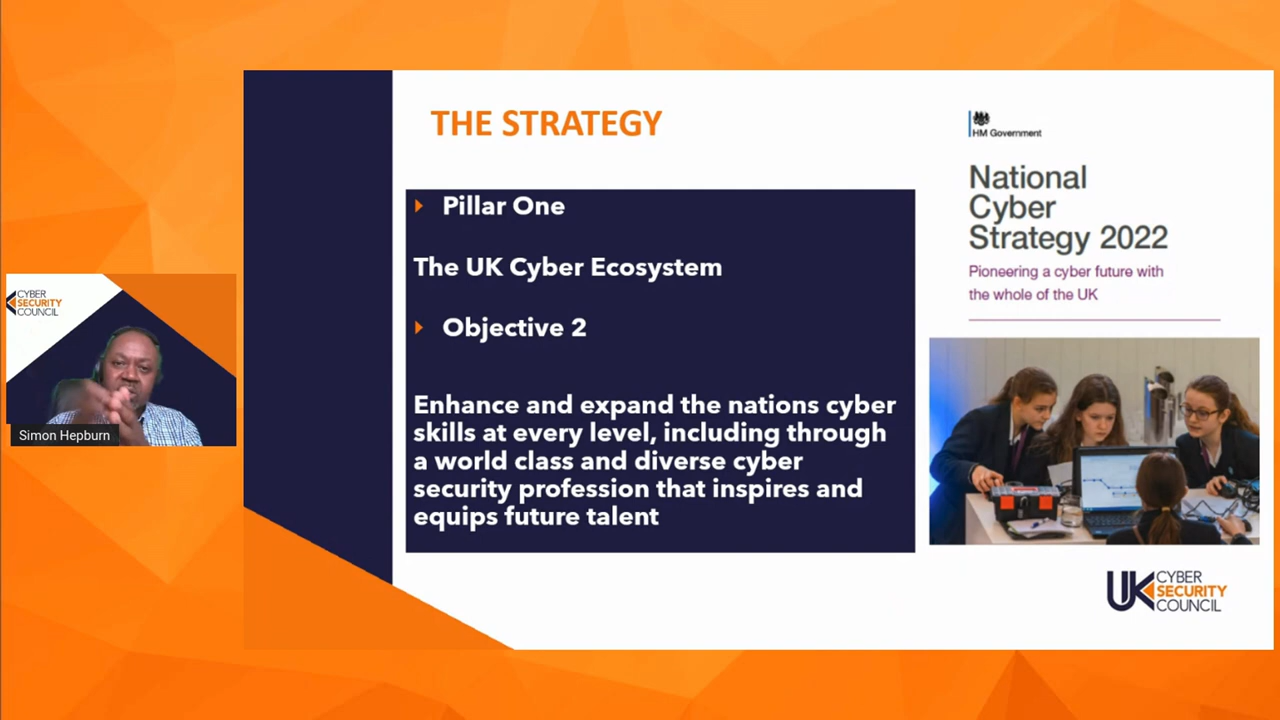 THE STRATEGY
Pillar One
The UK Cyber Ecosystem
Objective 2
Enhance and expand the nations cyber
skills at every level, including through
a world class and diverse cyber
security profession that inspires and
equips future talent
HM Government
National
Cyber
Strategy 2022
Pioneering a cyber future with
the whole of the UK
UK CYBER
SECURITY
COUNCIL
CYBER
SECURITY
COUNCIL
Simon Hepburn